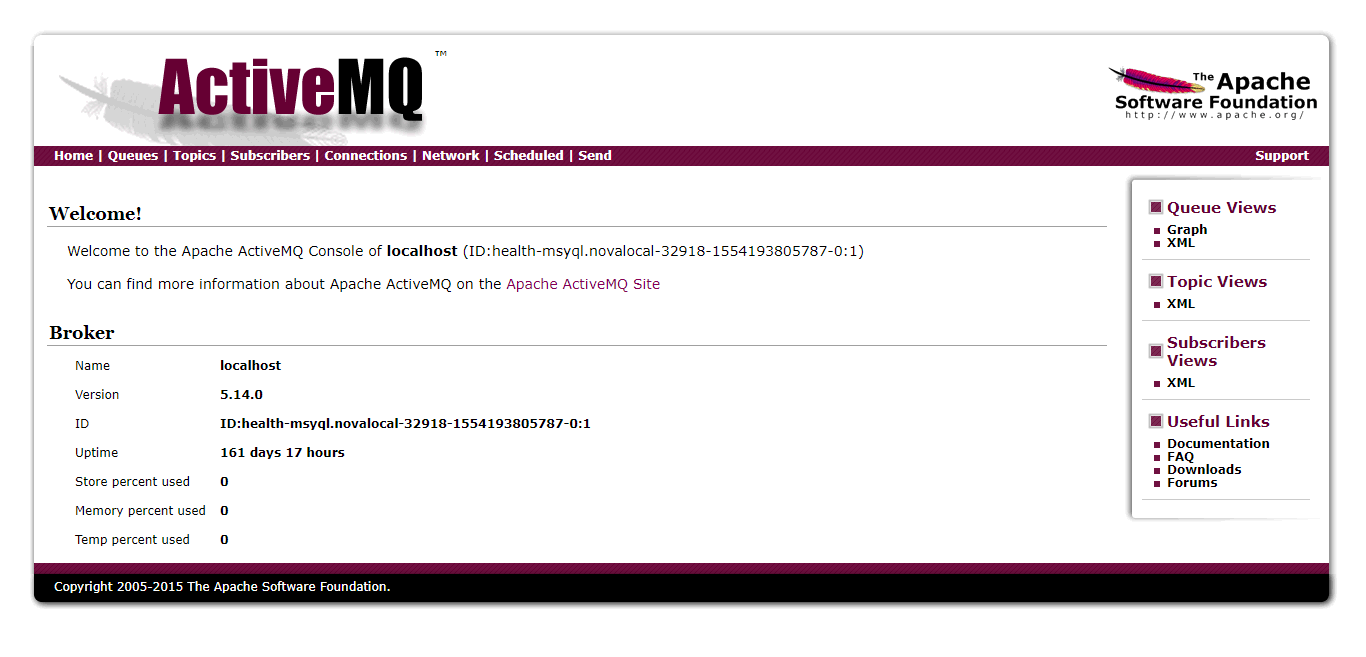 ActiveMQ ™
The Apache
Software Foundation
http://www.apache.org/
Home | Queues | Topics | Subscribers | Connections | Network | Scheduled | Send
Support
Welcome!
Welcome to the Apache ActiveMQ Console of localhost (ID:health-msyql.novalocal-32918-1554193805787-0:1)
You can find more information about Apache ActiveMQ on the Apache ActiveMQ Site
Broker
Name localhost
Version 5.14.0
ID ID:health-msyql.novalocal-32918-1554193805787-0:1
Uptime 161 days 17 hours
Store percent used 0
Memory percent used 0
Temp percent used 0
Queue Views
Graph
XML
Topic Views
XML
Subscribers
Views
XML
Useful Links
Documentation
FAQ
Downloads
Forums
Copyright 2005-2015 The Apache Software Foundation.